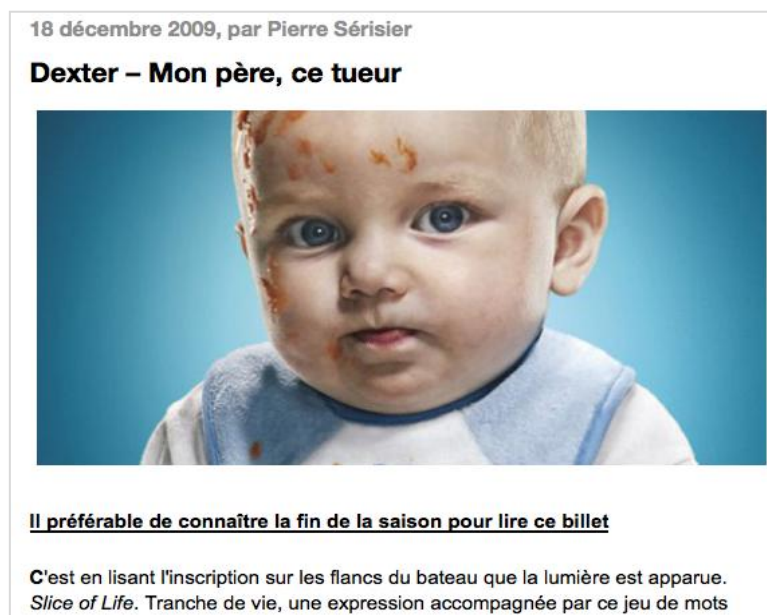 18 décembre 2009, par Pierre Sérisier
Dexter – Mon père, ce tueur
Il préférable de connaître la fin de la saison pour lire ce billet
C'est en lisant l'inscription sur les flancs du bateau que la lumière est apparue.
Slice of Life. Tranche de vie, une expression accompagnée par ce jeu de mots